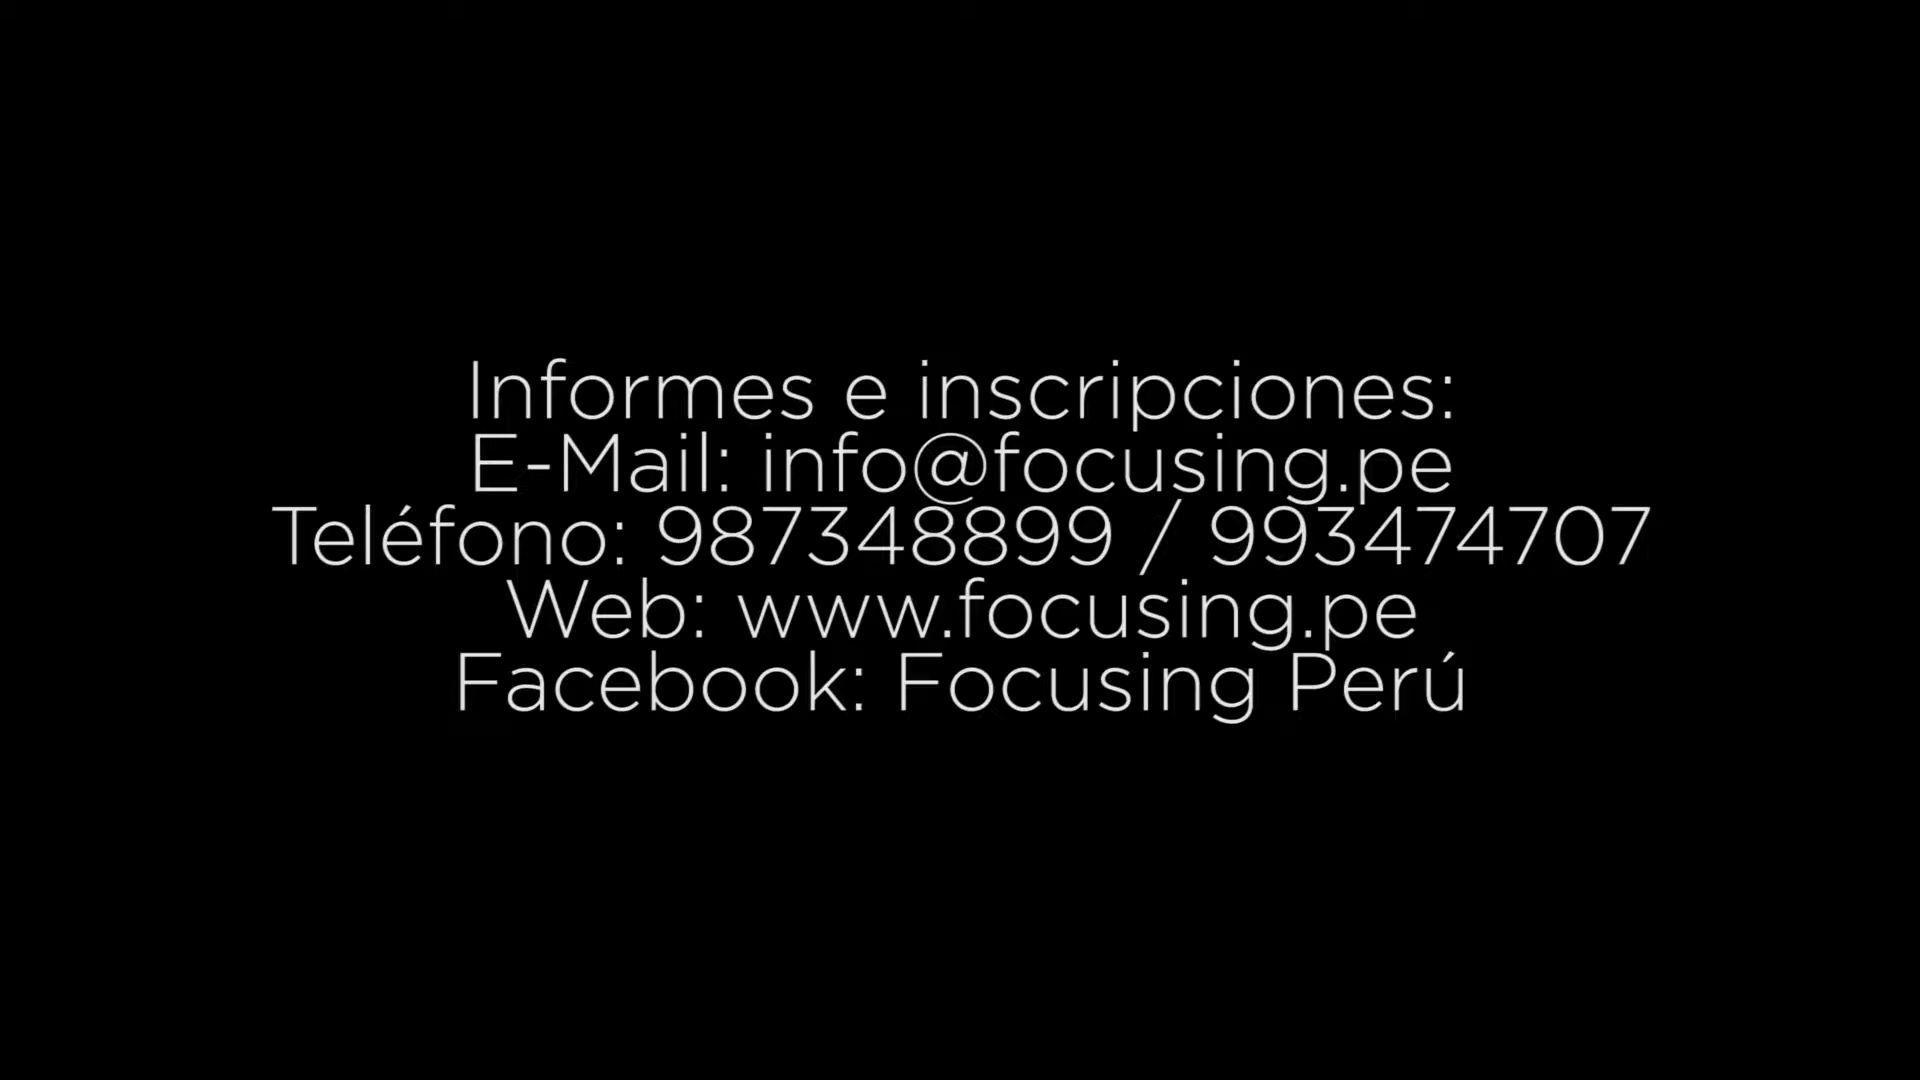 Informes e inscripciones:
E-Mail: info@focusing.pe
Teléfono: 987348899 / 993474707
Web: www.focusing.pe
Facebook: Focusing Perú